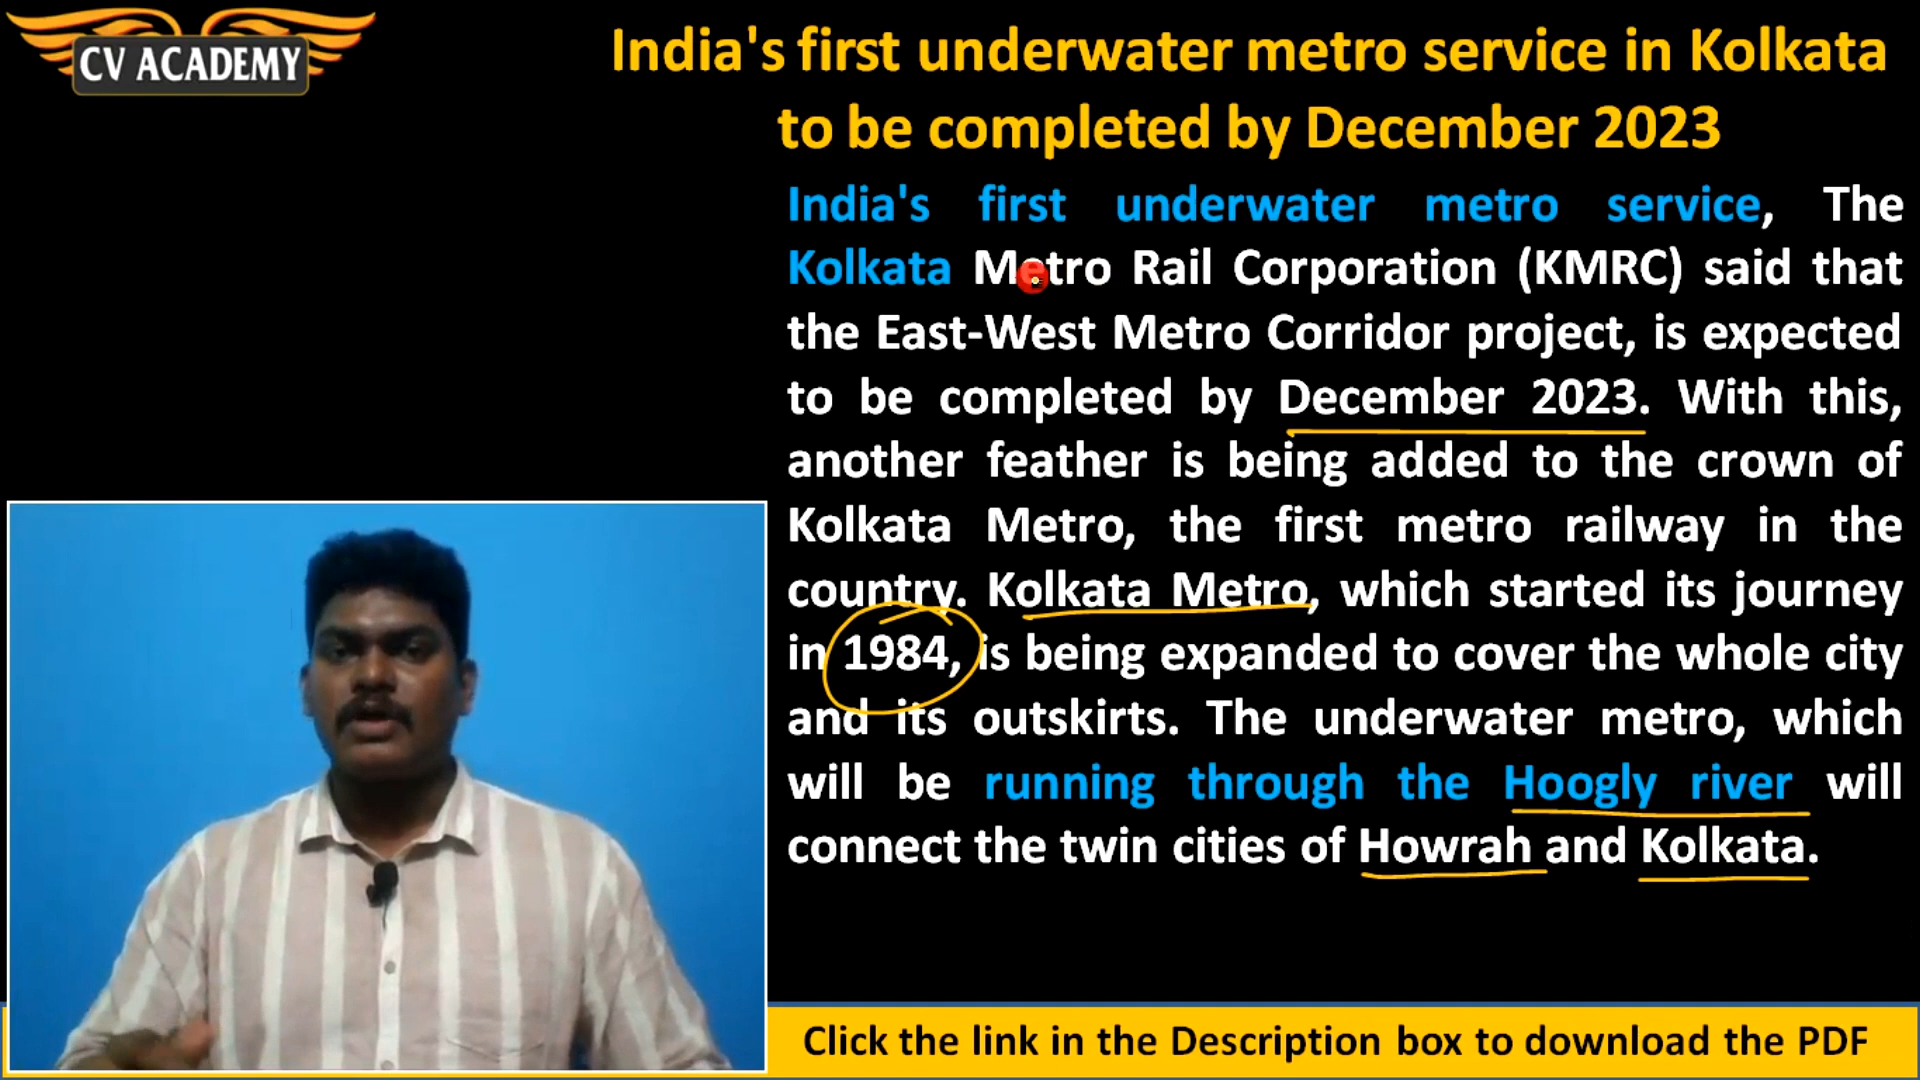 CV ACADEMY
India's first underwater metro service in Kolkata
to be completed by December 2023
India's first underwater metro service, The
Kolkata Metro Rail Corporation (KMRC) said that
the East-West Metro Corridor project, is expected
to be completed by December 2023. With this,
another feather is being added to the crown of
Kolkata Metro, the first metro railway in the
country. Kolkata Metro, which started its journey
in 1984, is being expanded to cover the whole city
and its outskirts. The underwater metro, which
will be running through the Hoogly river will
connect the twin cities of Howrah and Kolkata.
Click the link in the Description box to download the PDF